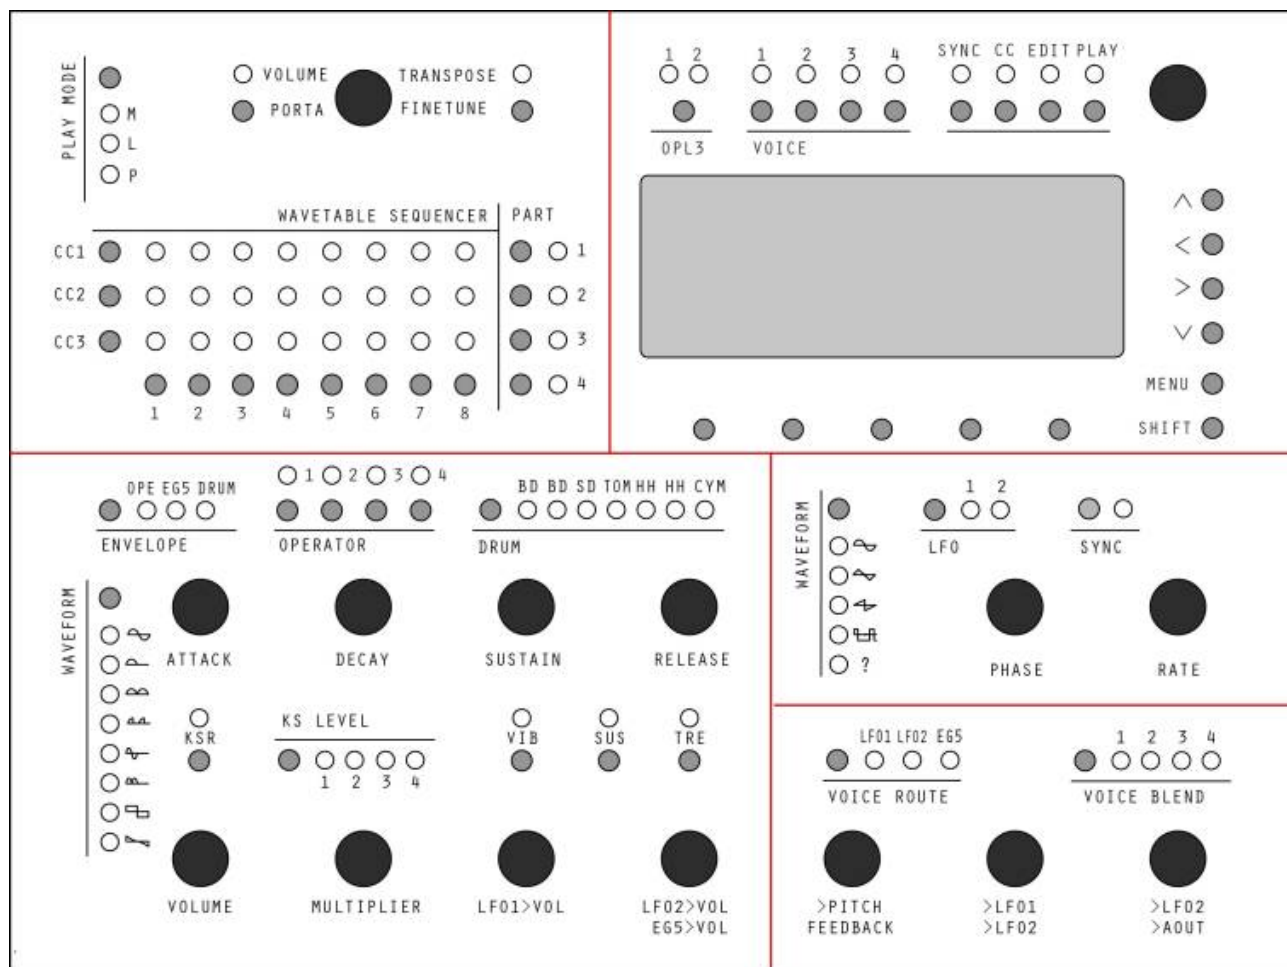 PLAY MODE
M
L
P
VOLUME
PORTA
TRANSPOSE
FINETUNE
WAVETABLE SEQUENCER
PART
CC1
1
CC2
2
CC3
3
4
1 2 3 4 5 6 7 8
1 2
OPL3
1 2 3 4
VOICE
SYNC CC EDIT PLAY
^
<
>
V
MENU
SHIFT
OPE EG5 DRUM
ENVELOPE
1 2 3 4
OPERATOR
BD BD SD TOM HH HH CYM
DRUM
WAVEFORM
ATTACK
DECAY
SUSTAIN
RELEASE
KSR
KS LEVEL
1 2 3 4
VIB
SUS
TRE
VOLUME
MULTIPLIER
LFO1>VOL
LFO2>VOL
EG5>VOL
WAVEFORM
?
1 2
LFO
SYNC
PHASE
RATE
LFO1 LFO2 EG5
VOICE ROUTE
1 2 3 4
VOICE BLEND
>PITCH
FEEDBACK
>LFO1
>LFO2
>LFO2
>AOUT